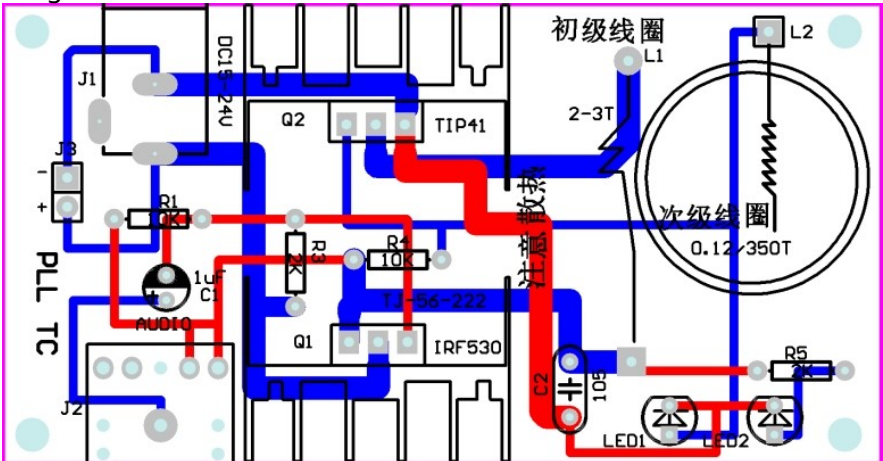 初级线圈
L2
L1
J1
DC15-24V
Q2
TIP41
2-3T
J3
-
+
R1
10K
次级线圈
0.12/350T
注意散热
R3
2K
R4
10K
1uF
C1
+
PLL TC
AUDIO
TJ-56-222
Q1
IRF530
C2
105
R5
2K
J2
LED1
LED2